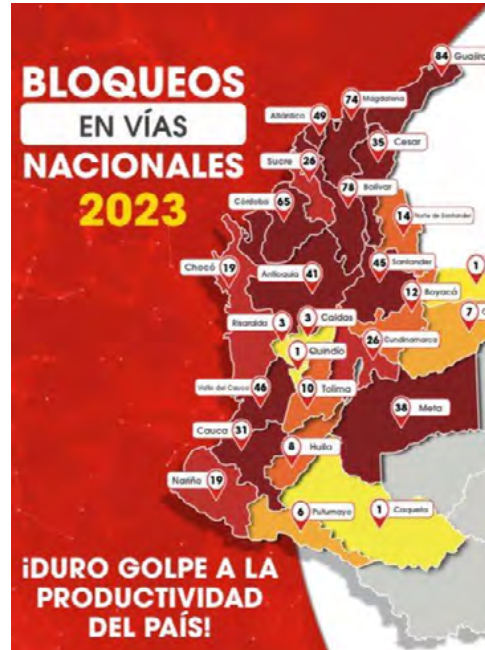 BLOQUEOS
EN VÍAS
NACIONALES
2023
84 Guajira
74 Magdalena
49 Atlántico
35 Cesar
26 Sucre
78 Bolívar
65 Córdoba
14 Norte de Santander
45 Santander
1
19 Chocó
41 Antioquia
12 Boyacá
7
3 Risaralda
3 Caldas
26 Cundinamarca
1 Quindío
46 Valle del Cauca
10 Tolima
38 Meta
31 Cauca
8 Huila
19 Nariño
6 Putumayo
1 Caqueta
¡DURO GOLPE A LA
PRODUCTIVIDAD
DEL PAÍS!